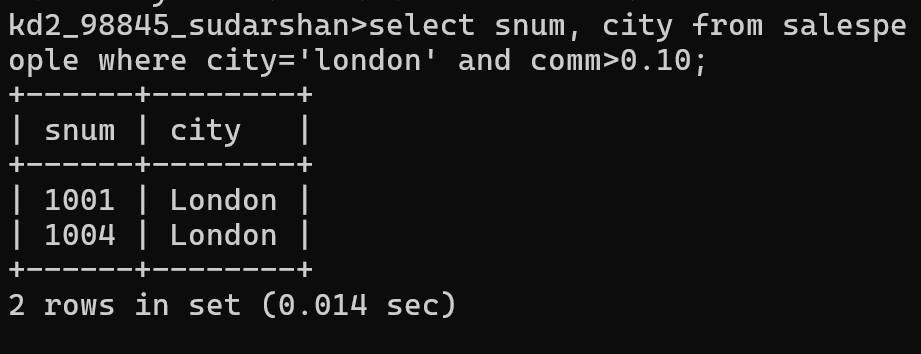 kd2_98845_sudarshan>select snum, city from salespe
ople where city='london' and comm>0.10;
+------+--------+
| snum | city   |
+------+--------+
| 1001 | London |
| 1004 | London |
+------+--------+
2 rows in set (0.014 sec)